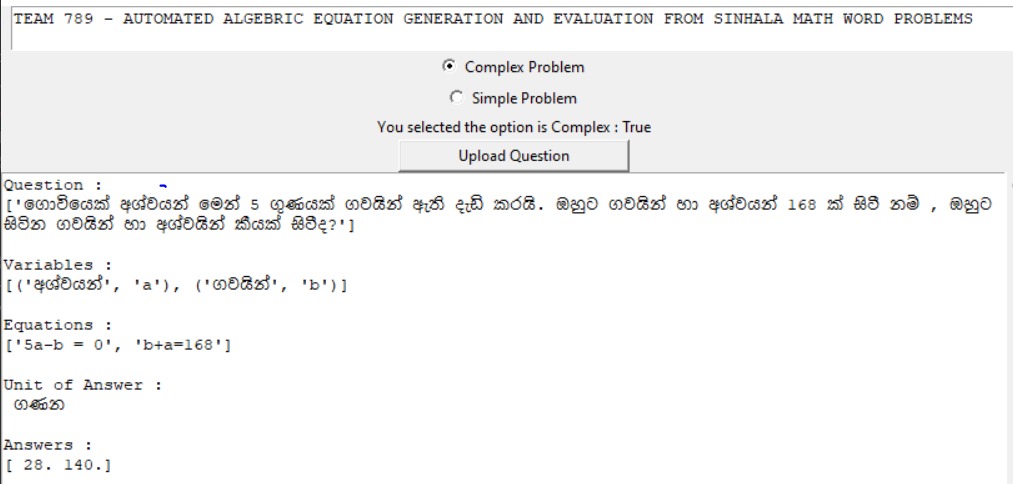 TEAM 789 - AUTOMATED ALGEBRIC EQUATION GENERATION AND EVALUATION FROM SINHALA MATH WORD PROBLEMS
Complex Problem
Simple Problem
You selected the option is Complex : True
Upload Question
Question :
['ගොවියෙක් අශ්වයන් මෙන් 5 ගුණයක් ගවයින් ඇති දැඩි කරයි. ඔහුට ගවයින් හා අශ්වයන් 168 ක් සිටී නම් , ඔහුට
සිටින ගවයින් හා අශ්වයින් කීයක් සිටීද?']
Variables :
[('අශ්වයන්', 'a'), ('ගවයින්', 'b')]
Equations :
['5a-b = 0', 'b+a=168']
Unit of Answer :
ගණන
Answers :
[ 28. 140.]